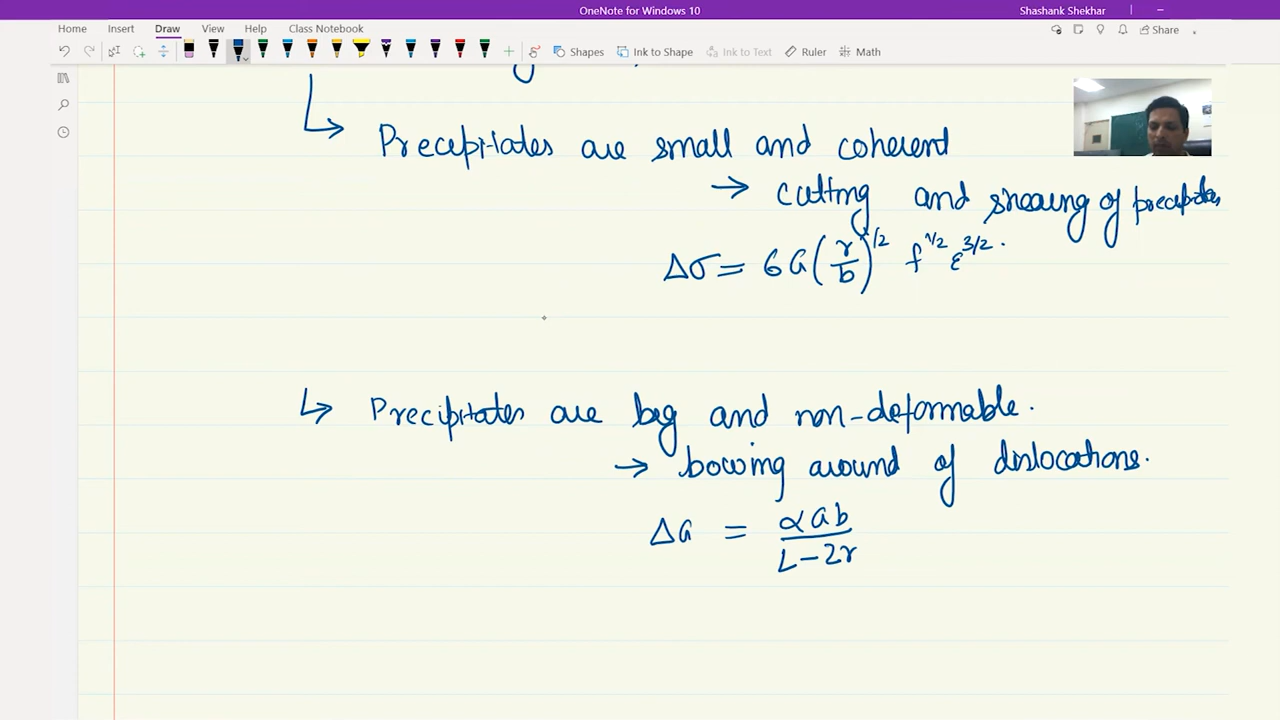 OneNote for Windows 10
Shashank Shekhar
Home Draw View Help Class Notebook
Shapes Ink to Shape Ink to Text Ruler Math Share
Precipitates are small and coherent
→ cutting and shearing of precipitates
Δσ = 6G(r/b)^1/2 f^1/2 ε^3/2.
Precipitates are big and non-deformable.
→ bowing around of dislocations.
ΔG = αGb / L-2r